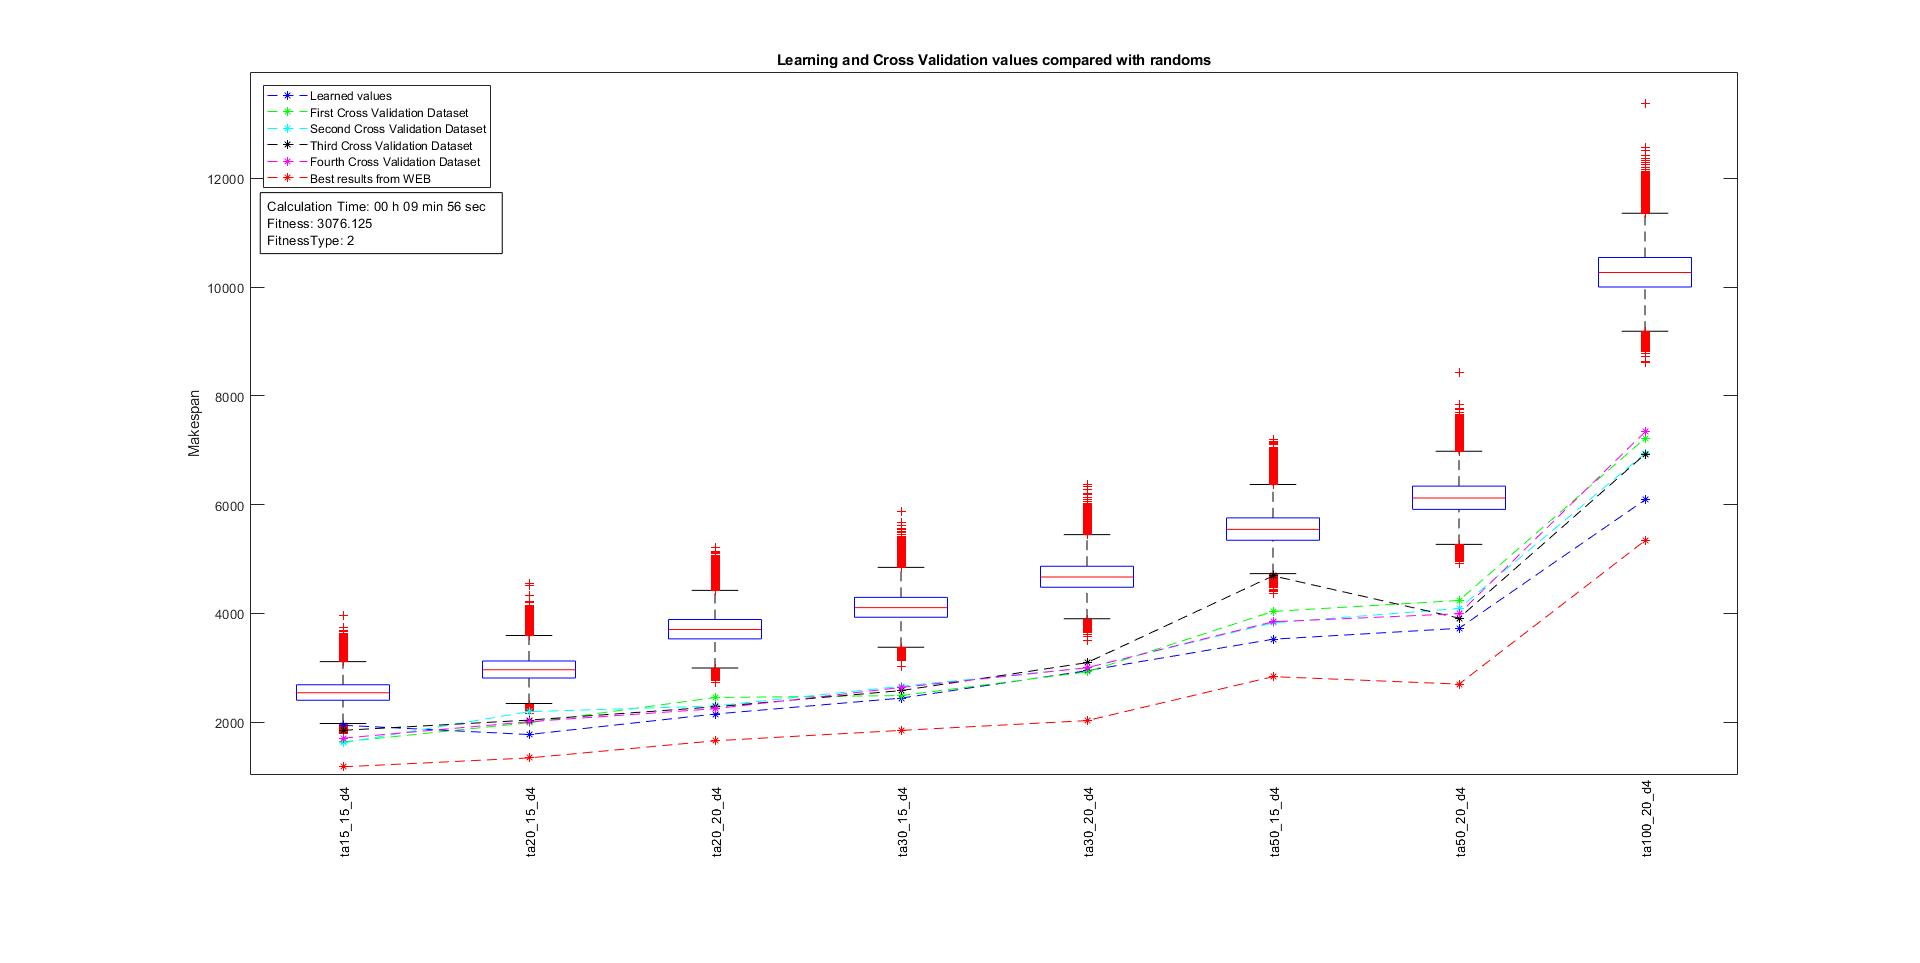 Learning and Cross Validation values compared with randoms
Learned values
First Cross Validation Dataset
Second Cross Validation Dataset
Third Cross Validation Dataset
Fourth Cross Validation Dataset
Best results from WEB
Calculation Time: 00 h 09 min 56 sec
Fitness: 3076.125
FitnessType: 2
Makespan
12000
10000
8000
6000
4000
2000
ta15_15_d4
ta20_15_d4
ta20_20_d4
ta30_15_d4
ta30_20_d4
ta50_15_d4
ta50_20_d4
ta100_20_d4